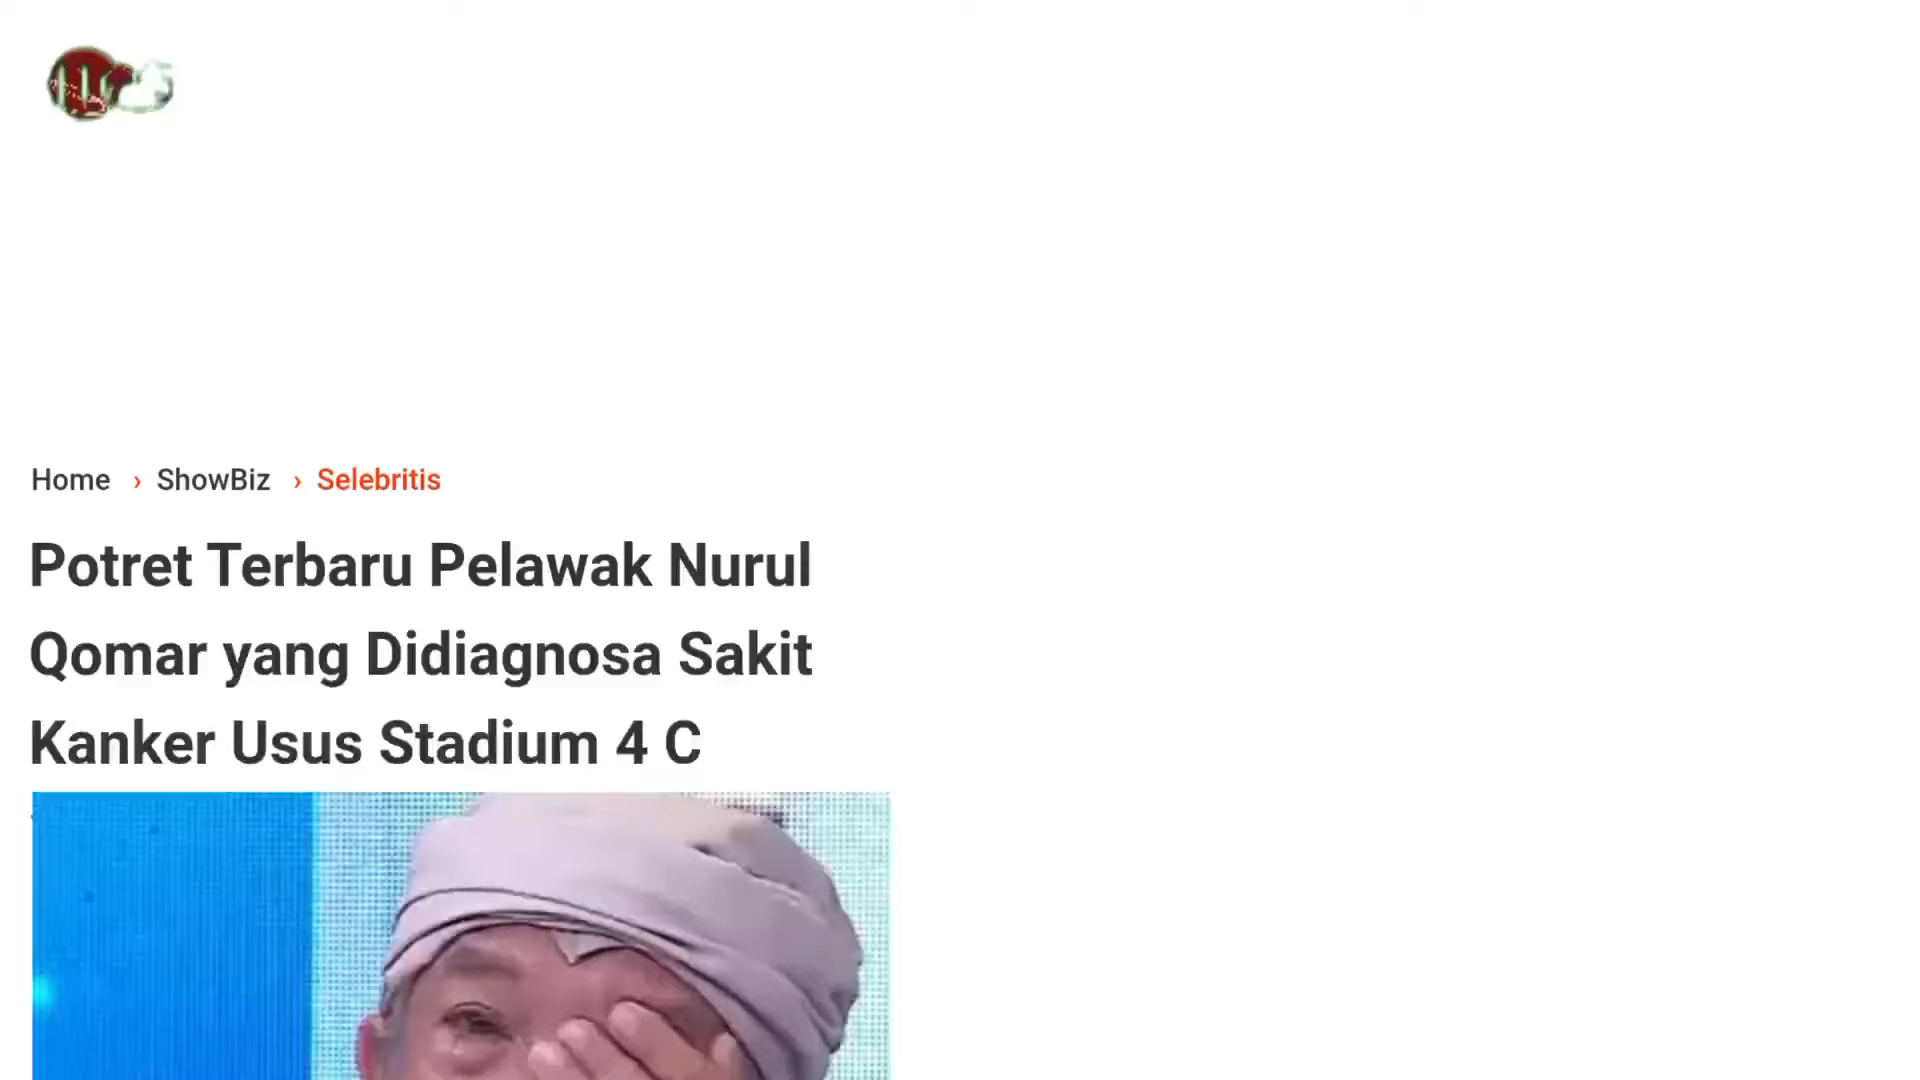 Home › ShowBiz › Selebritis
Potret Terbaru Pelawak Nurul
Qomar yang Didiagnosa Sakit
Kanker Usus Stadium 4 C